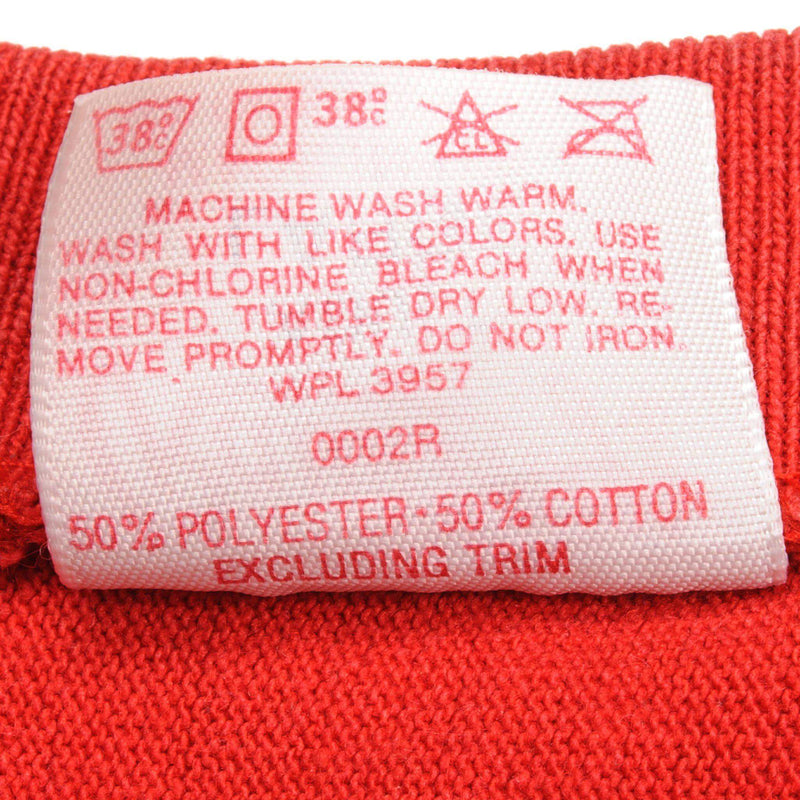 38°C 38°C CL
MACHINE WASH WARM.
WASH WITH LIKE COLORS. USE
NON-CHLORINE BLEACH WHEN
NEEDED. TUMBLE DRY LOW. RE-
MOVE PROMPTLY. DO NOT IRON.
WPL 3957
0002R
50% POLYESTER·50% COTTON
EXCLUDING TRIM